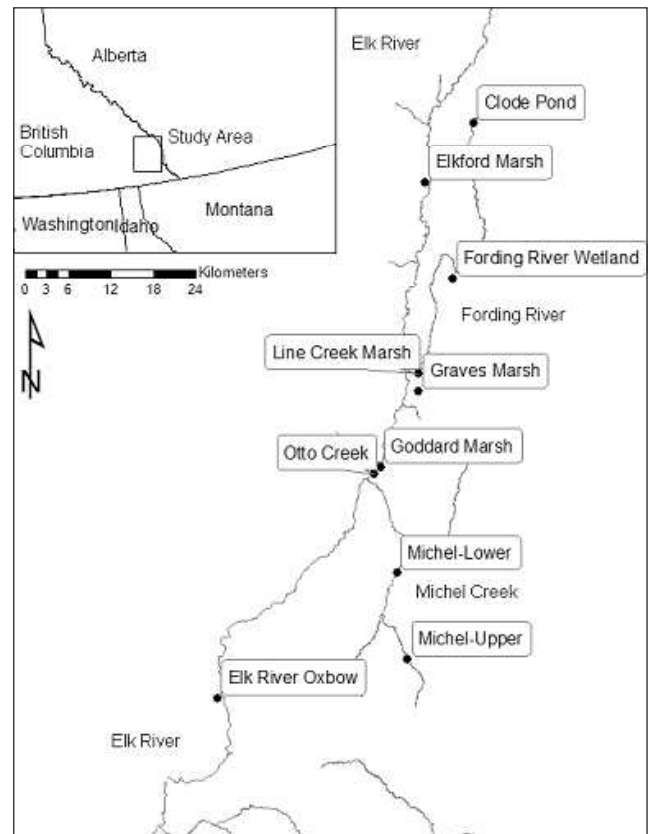 Elk River
Alberta
Clode Pond
British
Columbia
Study Area
Elkford Marsh
Washington
Idaho
Montana
Fording River Wetland
Kilometers
0 3 6 12 18 24
Fording River
Line Creek Marsh
Graves Marsh
N
Otto Creek
Goddard Marsh
Michel-Lower
Michel Creek
Michel-Upper
Elk River Oxbow
Elk River